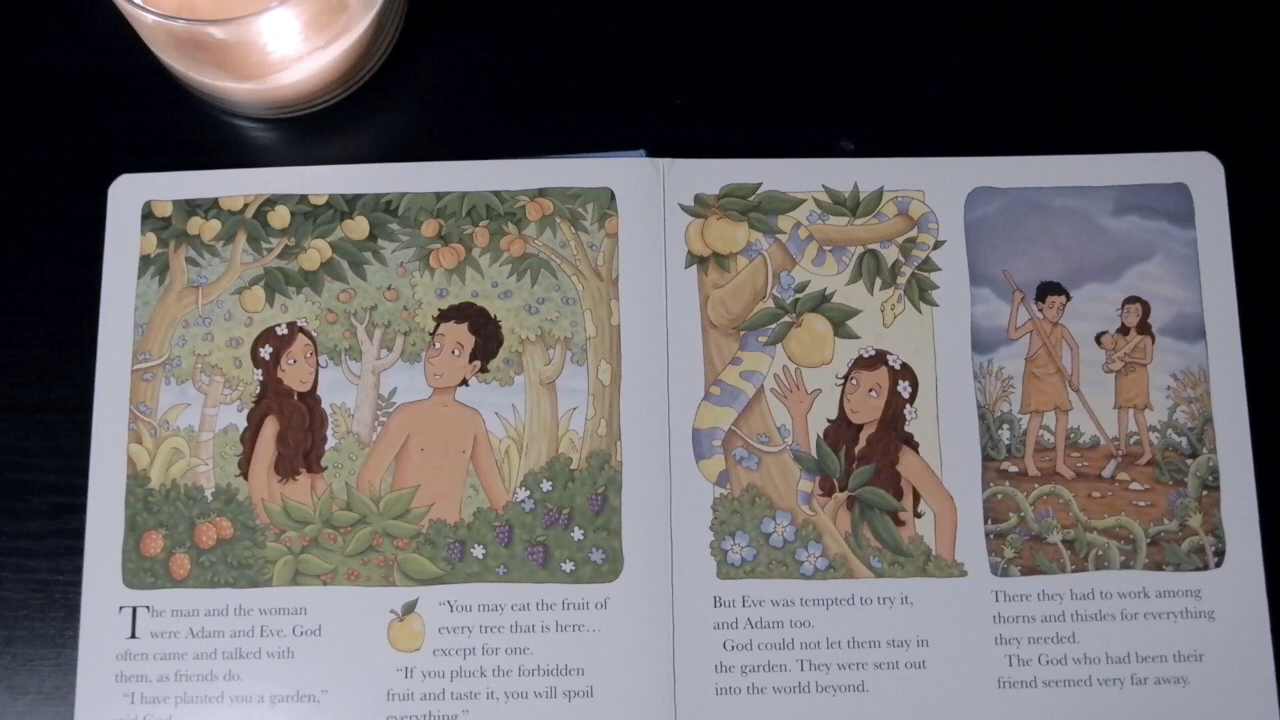 The man and the woman
were Adam and Eve. God
often came and talked with
them, as friends do.
“I have planted you a garden,”
said God.
“You may eat the fruit of
every tree that is here…
except for one.
“If you pluck the forbidden
fruit and taste it, you will spoil
everything.”
But Eve was tempted to try it,
and Adam too.
God could not let them stay in
the garden. They were sent out
into the world beyond.
There they had to work among
thorns and thistles for everything
they needed.
The God who had been their
friend seemed very far away.